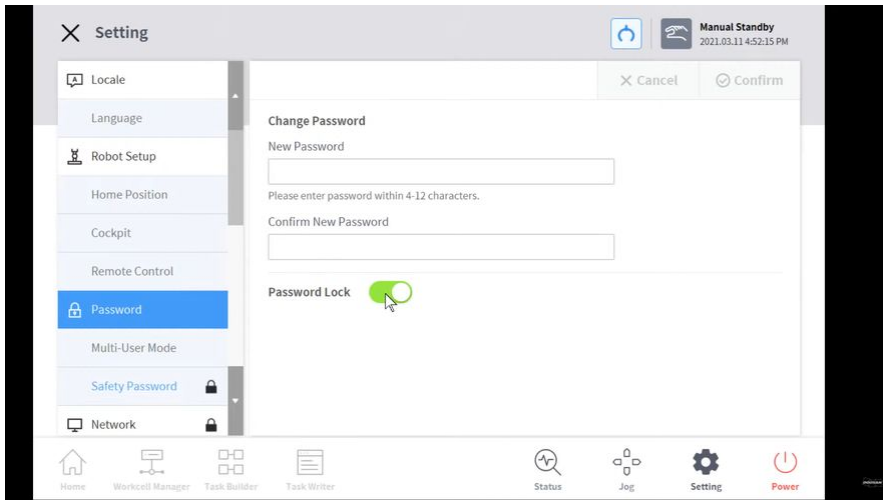 Setting
Manual Standby
2021.03.11 4:52:15 PM
Locale
Language
Robot Setup
Home Position
Cockpit
Remote Control
Password
Multi-User Mode
Safety Password
Network
Cancel
Confirm
Change Password
New Password
Please enter password within 4-12 characters.
Confirm New Password
Password Lock
Home
Workcell Manager
Task Builder
Task Writer
Status
Jog
Setting
Power